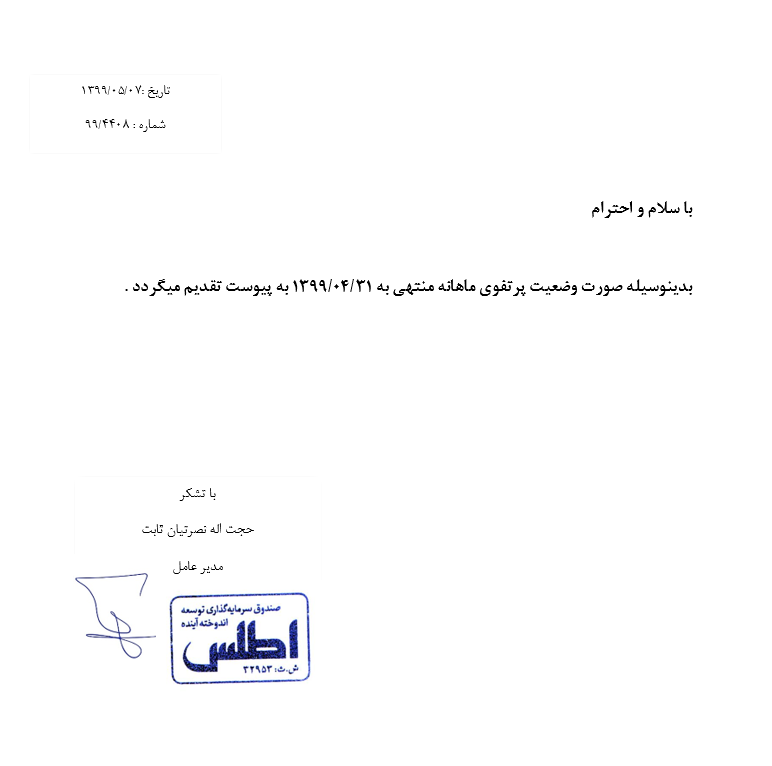 تاریخ :۱۳۹۹/۰۵/۰۷
شماره : ۹۹/۴۴۰۸
با سلام و احترام
بدینوسیله صورت وضعیت پرتفوی ماهانه منتهی به ۱۳۹۹/۰۴/۳۱ به پیوست تقدیم میگردد .
با تشکر
حجت اله نصرتیان ثابت
مدیر عامل
صندوق سرمایه‌گذاری توسعه
اندوخته آینده
اطلس
ش.ث: ۳۲۹۵۳